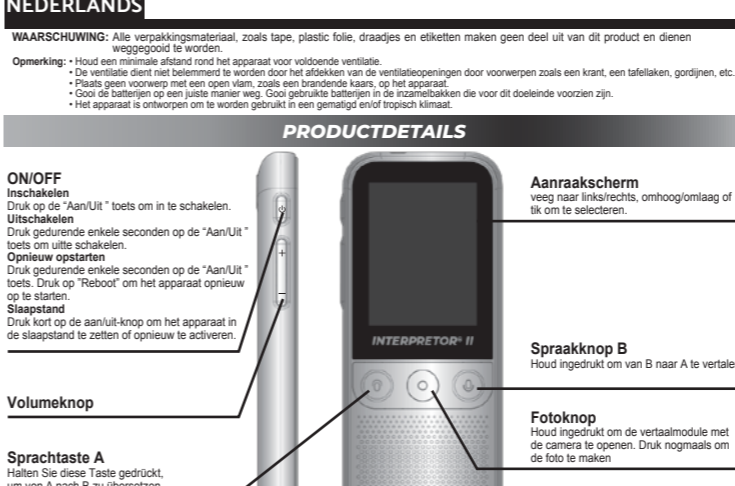 NEDERLANDS
WAARSCHUWING: Alle verpakkingsmateriaal, zoals tape, plastic folie, draadjes en etiketten maken geen deel uit van dit product en dienen
weggegooid te worden.
Opmerking: • Houd een minimale afstand rond het apparaat voor voldoende ventilatie.
• De ventilatie dient niet belemmerd te worden door het afdekken van de ventilatieopeningen door voorwerpen zoals een krant, een tafellaken, gordijnen, etc.
• Plaats geen voorwerp met een open vlam, zoals een brandende kaars, op het apparaat.
• Gooi de batterijen op een juiste manier weg. Gooi gebruikte batterijen in de inzamelbakken die voor dit doeleinde voorzien zijn.
• Het apparaat is ontworpen om te worden gebruikt in een gematigd en/of tropisch klimaat.
PRODUCTDETAILS
ON/OFF
Inschakelen
Druk op de “Aan/Uit ” toets om in te schakelen.
Uitschakelen
Druk gedurende enkele seconden op de “Aan/Uit ”
toets om uitte schakelen.
Opnieuw opstarten
Druk gedurende enkele seconden op de “Aan/Uit ”
toets. Druk op ”Reboot” om het apparaat opnieuw
op te starten.
Slaapstand
Druk kort op de aan/uit-knop om het apparaat in
de slaapstand te zetten of opnieuw te activeren.
Volumeknop
Sprachtaste A
Halten Sie diese Taste gedrückt,
um von A nach B zu übersetzen
+
−
INTERPRETOR® II
Aanraakscherm
veeg naar links/rechts, omhoog/omlaag of
tik om te selecteren.
Spraakknop B
Houd ingedrukt om van B naar A te vertale
Fotoknop
Houd ingedrukt om de vertaalmodule met
de camera te openen. Druk nogmaals om
de foto te maken